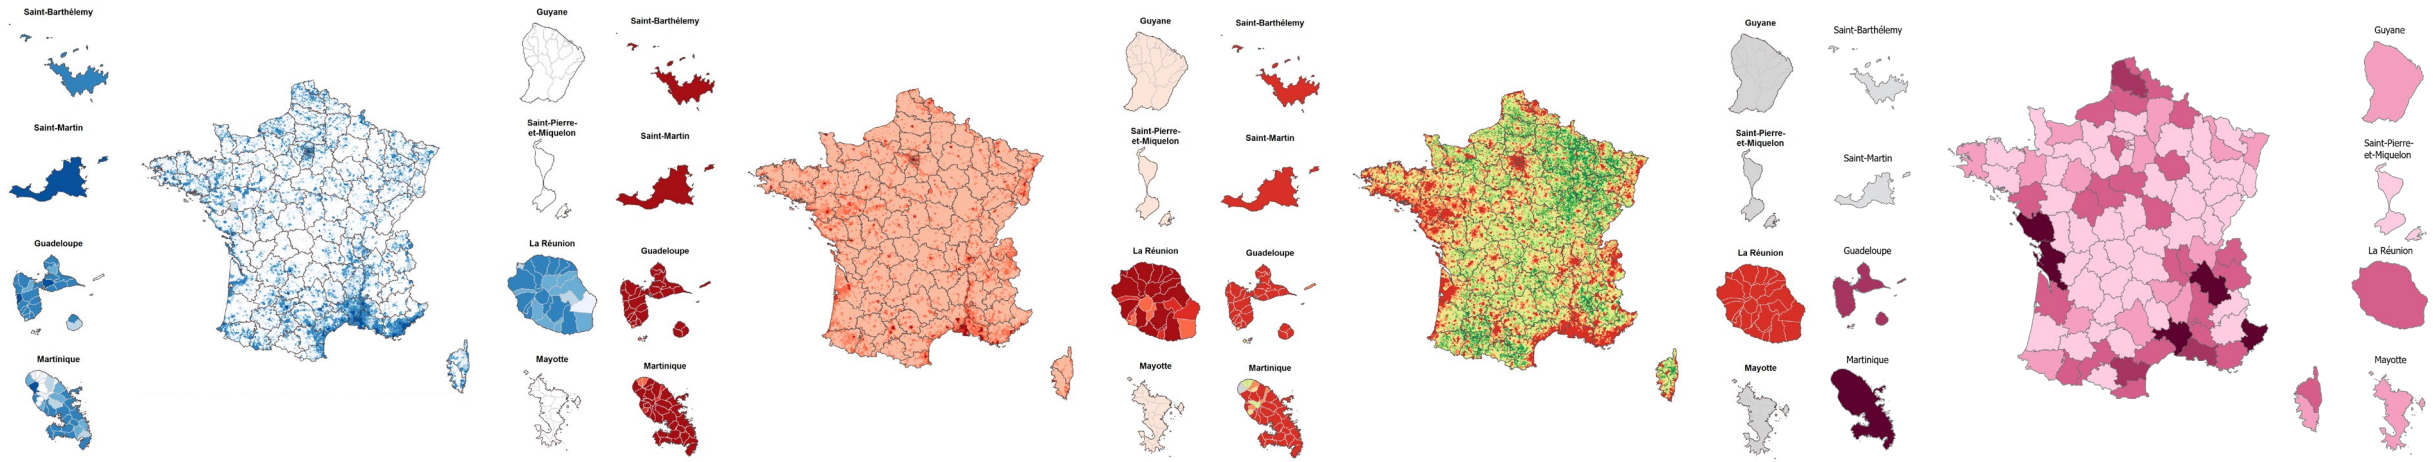 Saint-Barthélemy
Guyane
Saint-Martin
Saint-Pierre-
et-Miquelon
Guadeloupe
La Réunion
Martinique
Mayotte
Saint-Barthélemy
Guyane
Saint-Martin
Saint-Pierre-
et-Miquelon
Guadeloupe
La Réunion
Martinique
Mayotte
Saint-Barthélemy
Guyane
Saint-Martin
Saint-Pierre-
et-Miquelon
Guadeloupe
La Réunion
Martinique
Mayotte
Saint-Barthélemy
Guyane
Saint-Martin
Saint-Pierre-
et-Miquelon
Guadeloupe
La Réunion
Martinique
Mayotte